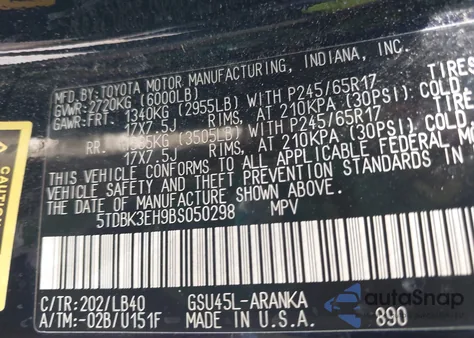 MFD. BY: TOYOTA MOTOR MANUFACTURING, INDIANA, INC.
GVWR: 2720KG (6000LB)
GAWR: FRT. 1340KG (2955LB) WITH P245/65R17 TIRES
17X7.5J RIMS, AT 210KPA (30PSI) COLD.
RR. (3505LB) WITH P245/65R17 TIRES
17X7.5J RIMS, AT 210KPA (30PSI) COLD.
THIS VEHICLE CONFORMS TO ALL APPLICABLE FEDERAL
VEHICLE SAFETY AND THEFT PREVENTION STANDARDS
THE DATE OF MANUFACTURE SHOWN ABOVE.
5TDBK3EH9BS050298 MPV
C/TR: 202/LB40 GSU45L-ARANKA
A/TM: -02B/U151F MADE IN U.S.A. 890
autoSnap